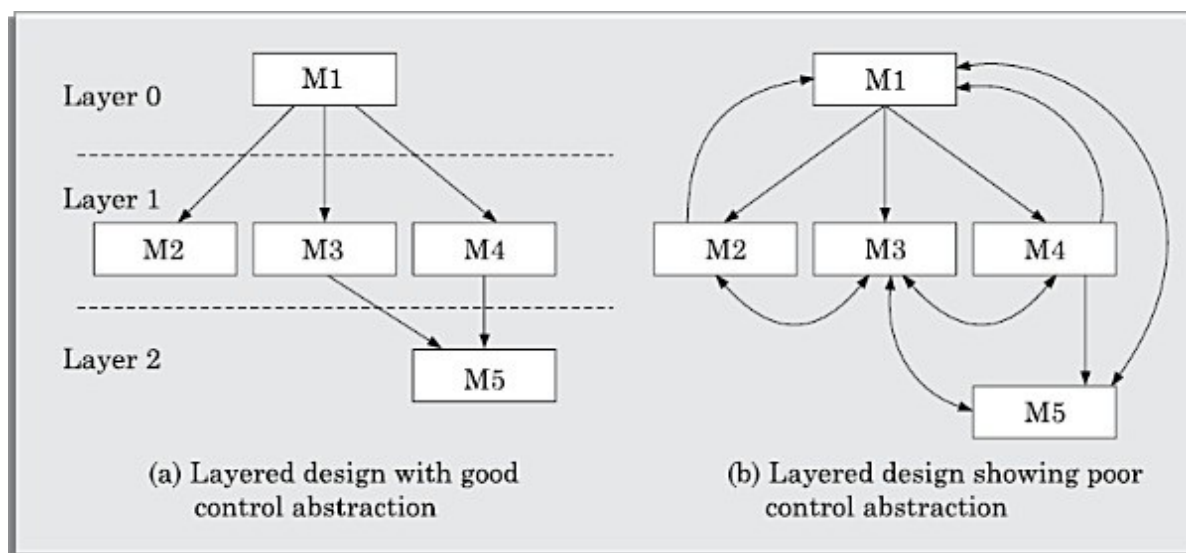 M1
Layer 0
Layer 1
M2
M3
M4
Layer 2
M5
(a) Layered design with good
control abstraction
M1
M2
M3
M4
M5
(b) Layered design showing poor
control abstraction